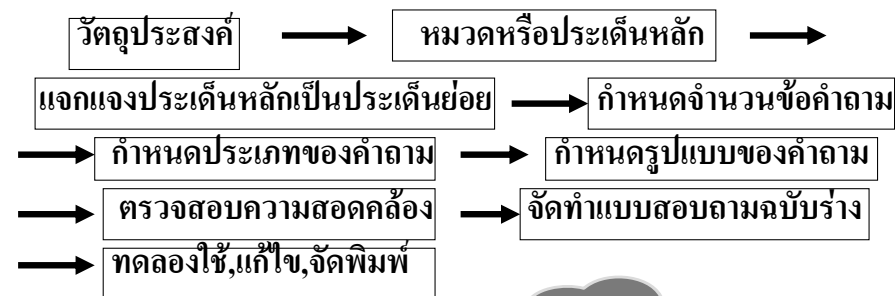 วัตถุประสงค์ หมวดหรือประเด็นหลัก
แจกแจงประเด็นหลักเป็นประเด็นย่อย กำหนดจำนวนข้อคำถาม
กำหนดประเภทของคำถาม กำหนดรูปแบบของคำถาม
ตรวจสอบความสอดคล้อง จัดทำแบบสอบถามฉบับร่าง
ทดลองใช้,แก้ไข,จัดพิมพ์